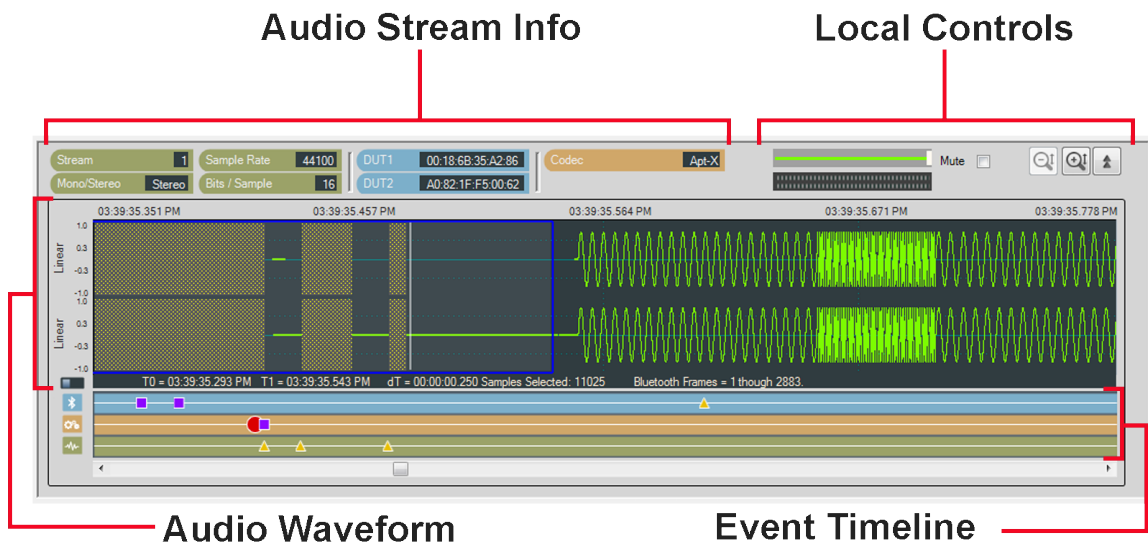 Audio Stream Info
Local Controls
Stream 1 Sample Rate 44100 DUT1 00:18:6B:35:A2:86 Codec Apt-X Mute
Mono/Stereo Stereo Bits / Sample 16 DUT2 A0:82:1F:F5:00:62
03:39:35.351 PM 03:39:35.457 PM 03:39:35.564 PM 03:39:35.671 PM 03:39:35.778 PM
Linear
1.0
0.3
-0.3
-1.0
Linear
1.0
0.3
-0.3
-1.0
T0 = 03:39:35.293 PM T1 = 03:39:35.543 PM dT = 00:00:00.250 Samples Selected: 11025 Bluetooth Frames = 1 though 2883.
Audio Waveform
Event Timeline